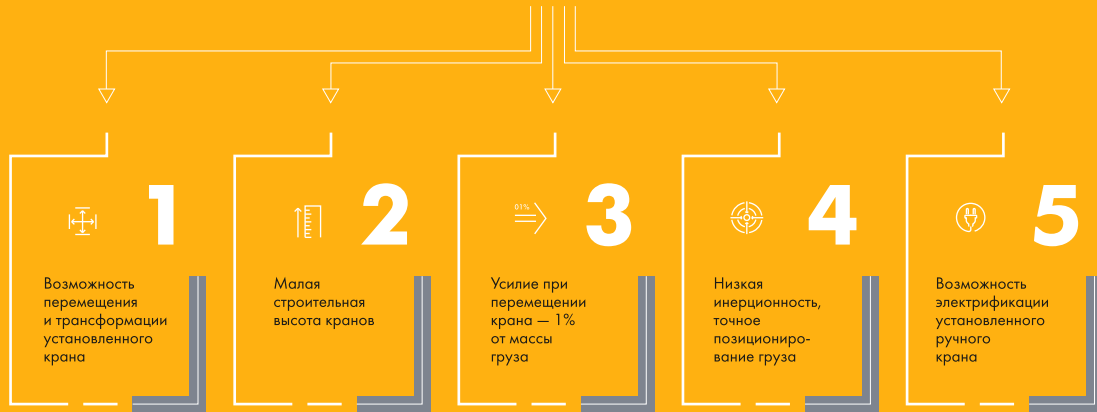 1
Возможность
перемещения
и трансформации
установленного
крана
2
Малая
строительная
высота кранов
01%
3
Усилие при
перемещении
крана — 1%
от массы
груза
4
Низкая
инерционность,
точное
позициониро-
вание груза
5
Возможность
электрификации
установленного
ручного
крана